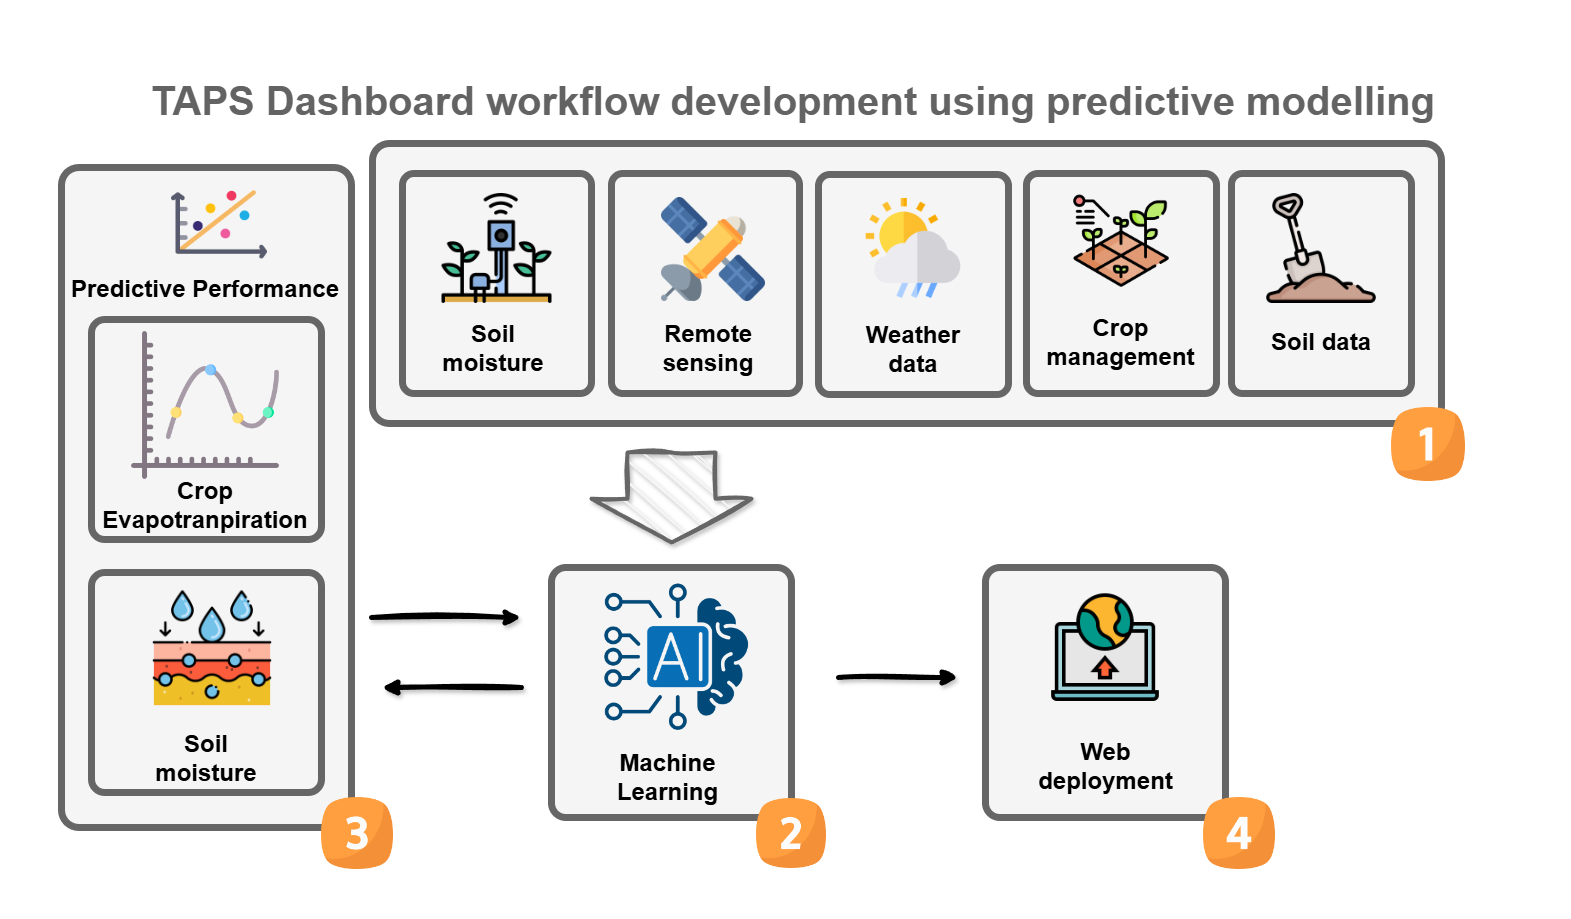 TAPS Dashboard workflow development using predictive modelling
Soil
moisture
Remote
sensing
Weather
data
Crop
management
Soil data
1
Predictive Performance
Crop
Evapotranpiration
Soil
moisture
3
AI
Machine
Learning
2
Web
deployment
4